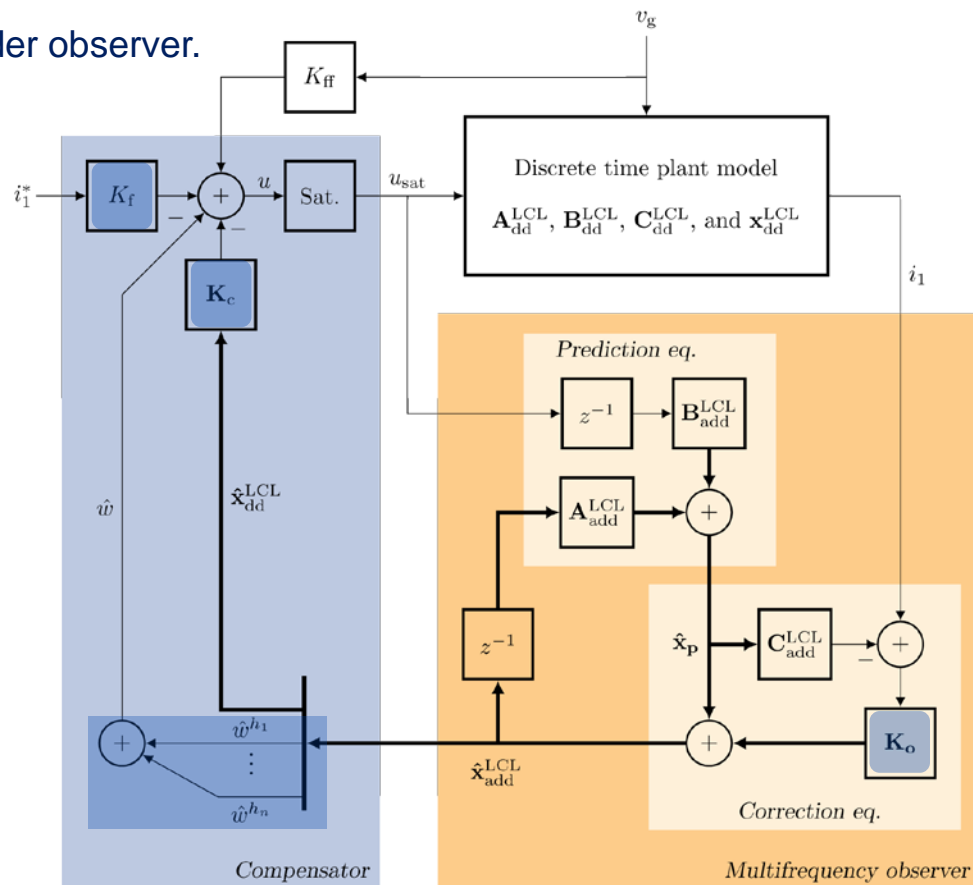 ler observer.
v_g
K_ff
i_1^*
K_f
−
+
u
Sat.
u_sat
Discrete time plant model
A_dd^LCL, B_dd^LCL, C_dd^LCL, and x_dd^LCL
−
K_c
i_1
Prediction eq.
z^{-1}
B_add^LCL
x̂_dd^LCL
ŵ
A_add^LCL
+
z^{-1}
x̂_p
C_add^LCL
−
+
+
ŵ^{h_1}
⋮
ŵ^{h_n}
x̂_add^LCL
+
K_o
Correction eq.
Compensator
Multifrequency observer